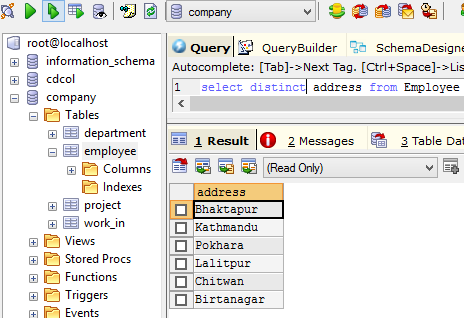 company
root@localhost
information_schema
cdcol
company
Tables
department
employee
Columns
Indexes
project
work_in
Views
Stored Procs
Functions
Triggers
Events
Query
QueryBuilder
SchemaDesigne
Autocomplete: [Tab]->Next Tag. [Ctrl+Space]->Lis
1 select distinct address from Employee
1 Result
2 Messages
3 Table Data
(Read Only)
address
Bhaktapur
Kathmandu
Pokhara
Lalitpur
Chitwan
Birtanagar